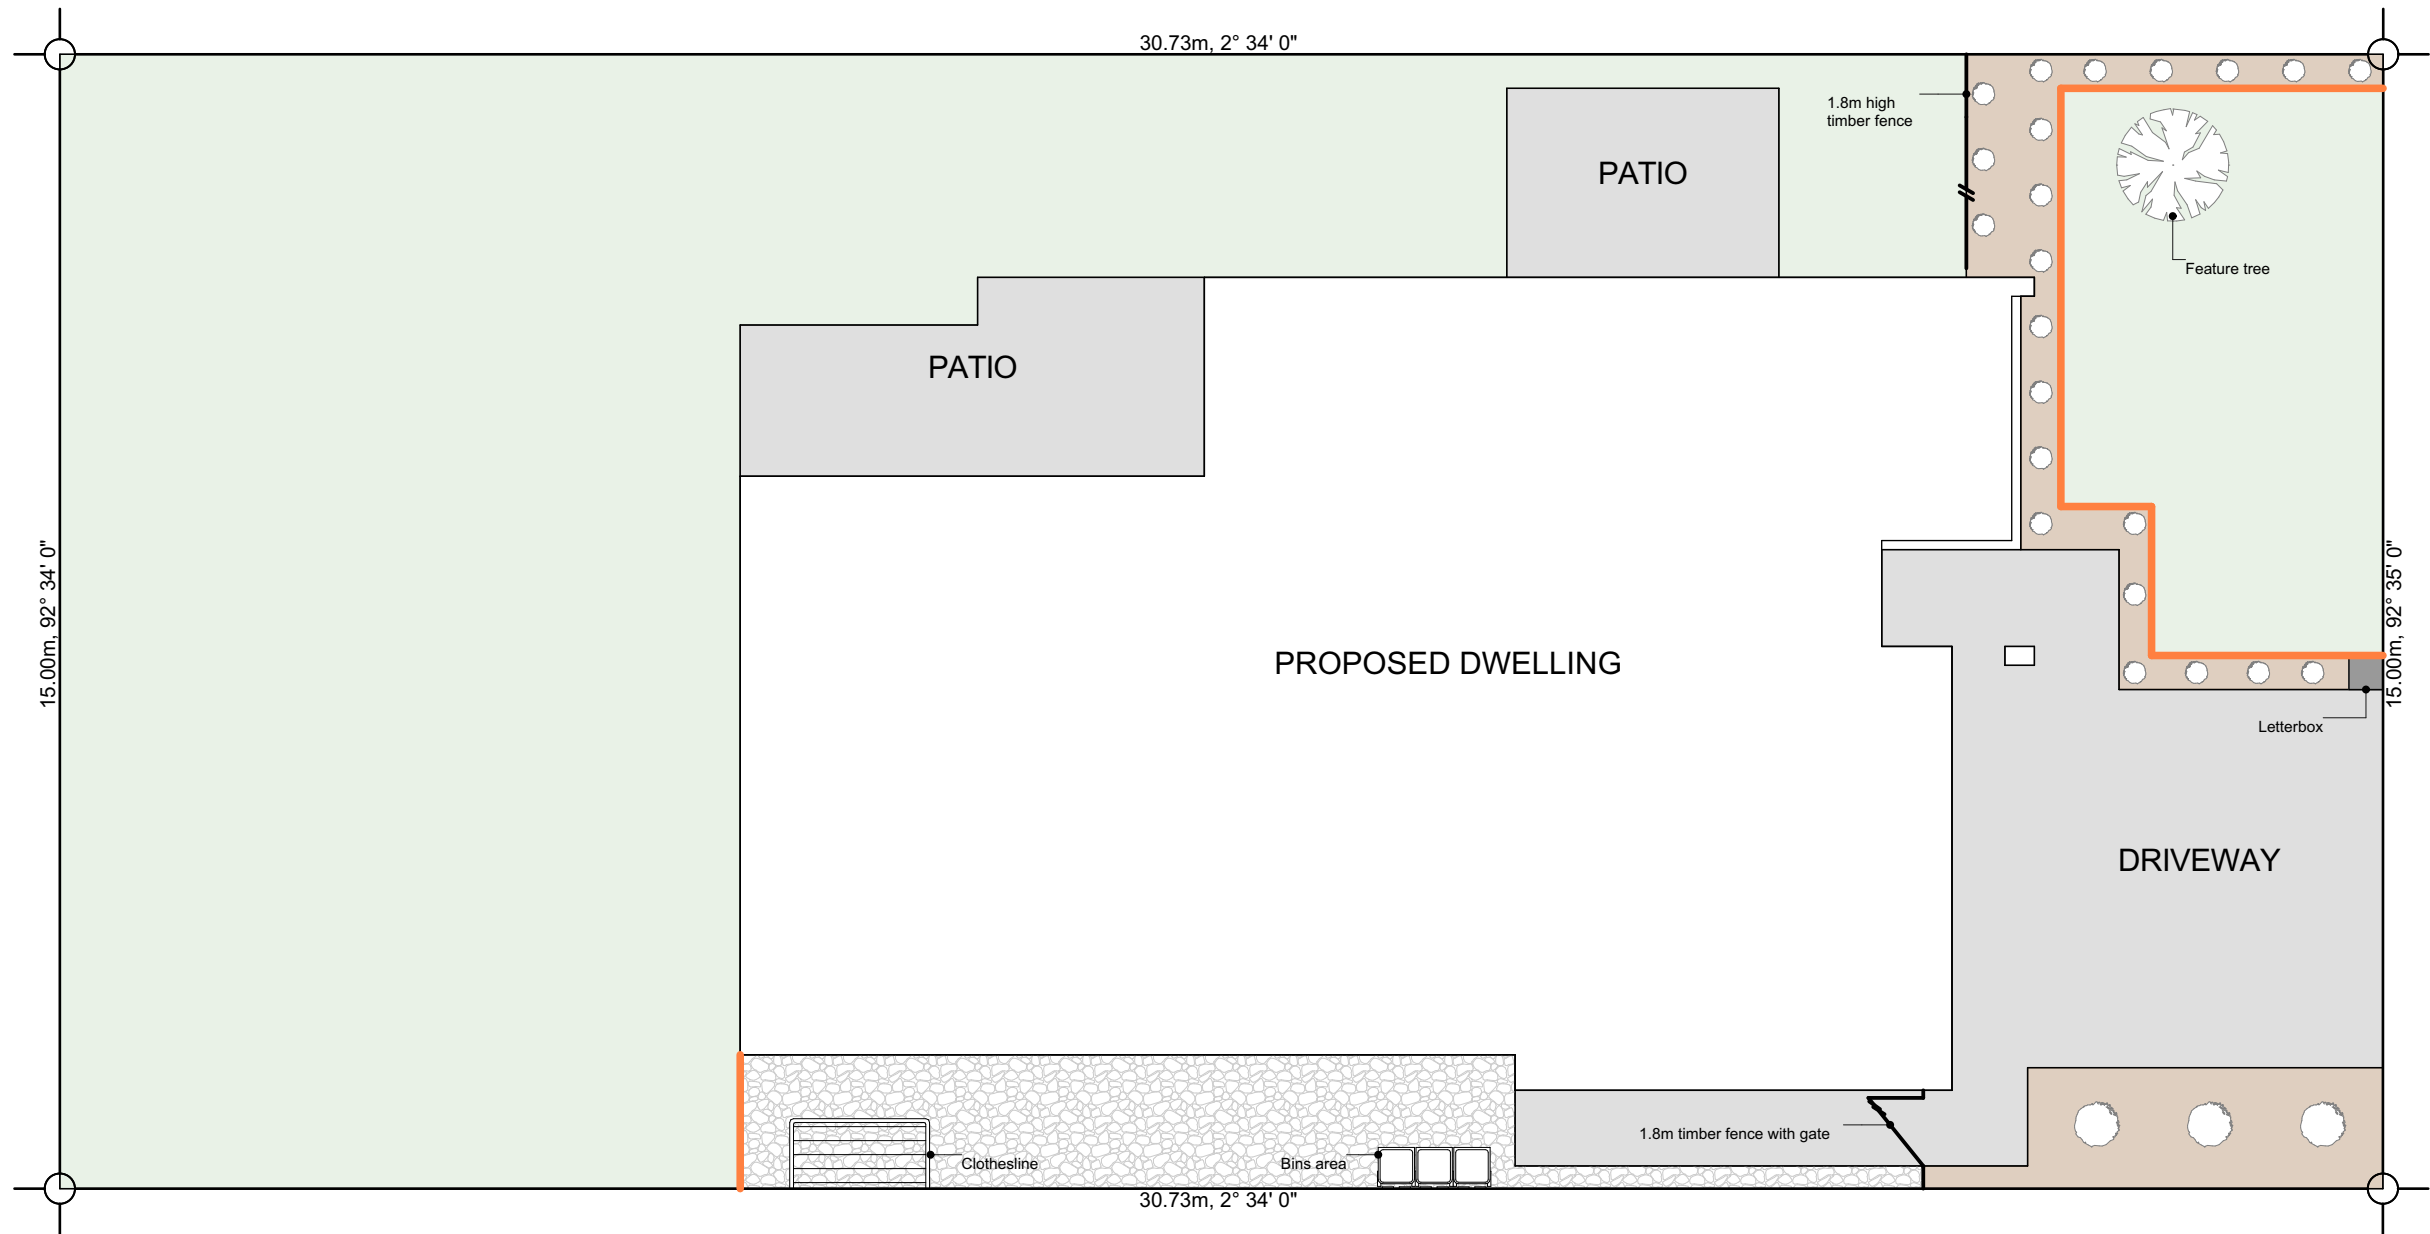 30.73m, 2° 34' 0"
1.8m high
timber fence
PATIO
Feature tree
PATIO
15.00m, 92° 34' 0"
15.00m, 92° 35' 0"
PROPOSED DWELLING
Letterbox
DRIVEWAY
1.8m timber fence with gate
Clothesline
Bins area
30.73m, 2° 34' 0"